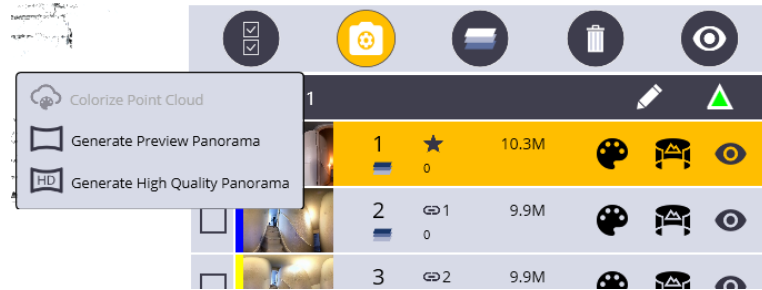 Colorize Point Cloud
1
Generate Preview Panorama
1
10.3M
0
HD
Generate High Quality Panorama
2
1
9.9M
0
3
2
9.9M